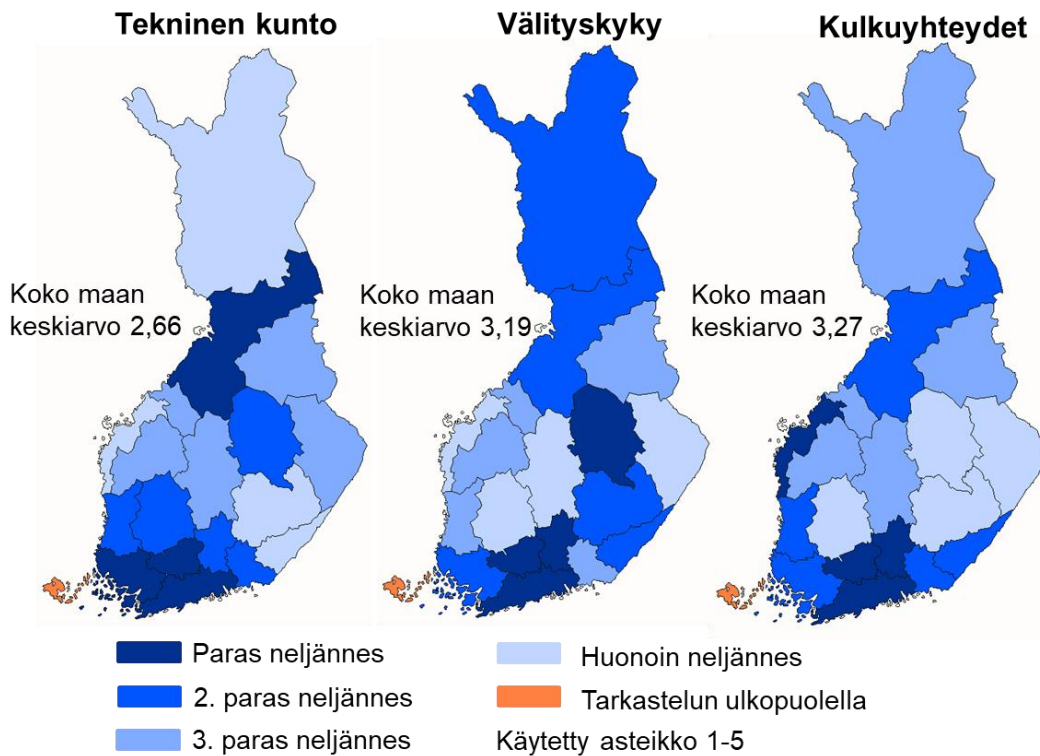 Tekninen kunto
Välityskyky
Kulkuyhteydet
Koko maan
keskiarvo 2,66
Koko maan
keskiarvo 3,19
Koko maan
keskiarvo 3,27
Paras neljännes
2. paras neljännes
3. paras neljännes
Huonoin neljännes
Tarkastelun ulkopuolella
Käytetty asteikko 1-5